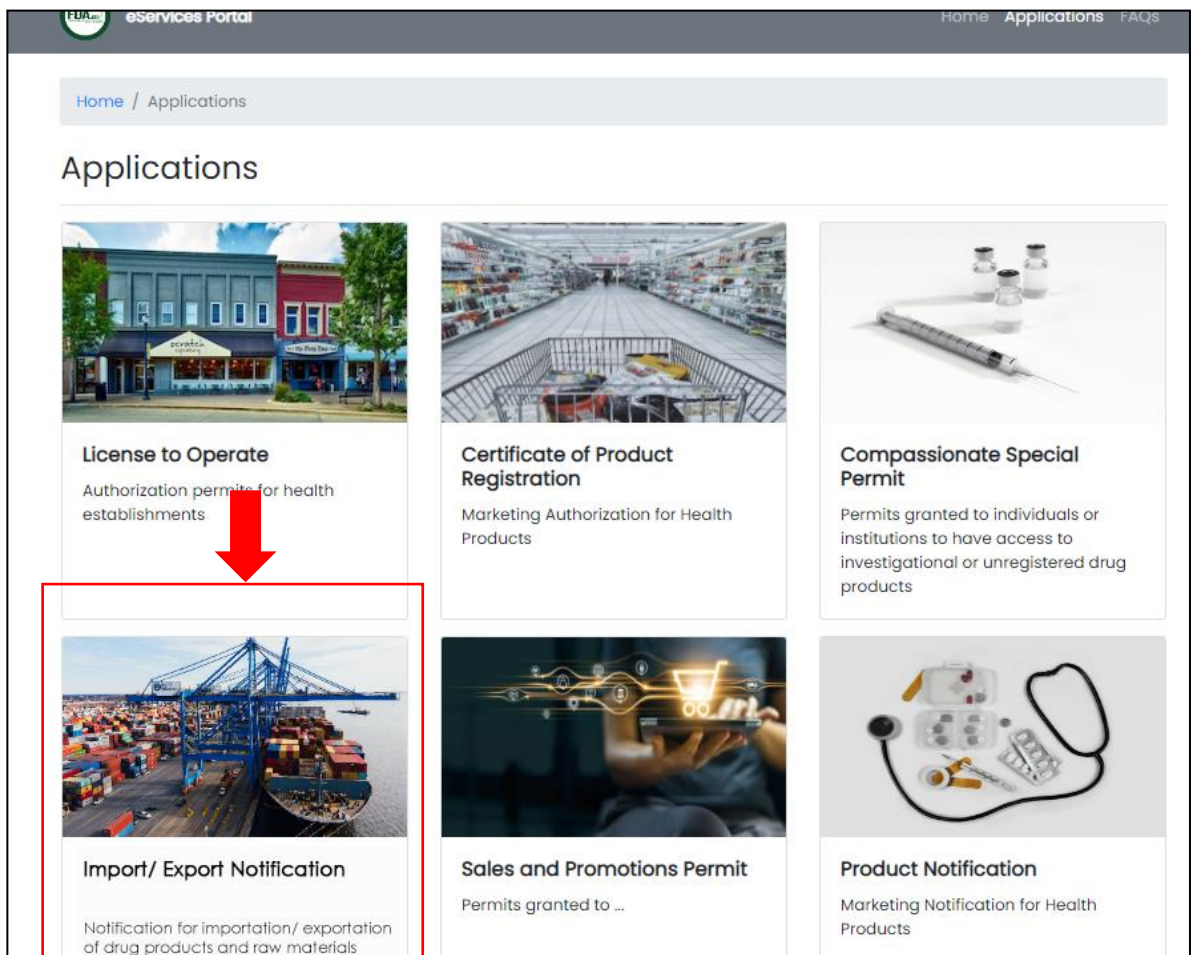 FDA
eServices Portal
Home Applications FAQs
Home / Applications
Applications
scratch
License to Operate
Authorization permits for health
establishments
Certificate of Product
Registration
Marketing Authorization for Health
Products
Compassionate Special
Permit
Permits granted to individuals or
institutions to have access to
investigational or unregistered drug
products
Import/ Export Notification
Notification for importation/ exportation
of drug products and raw materials
Sales and Promotions Permit
Permits granted to ...
Product Notification
Marketing Notification for Health
Products